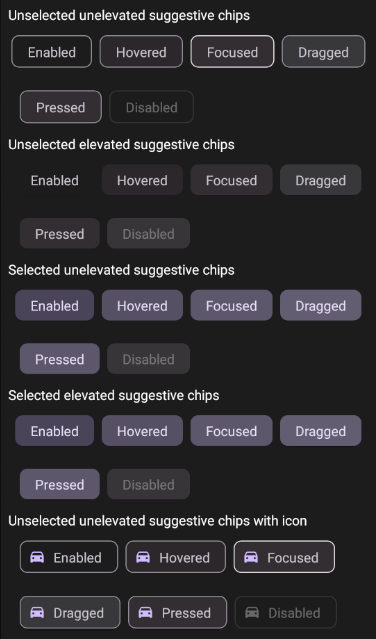 Unselected unelevated suggestive chips
Enabled Hovered Focused Dragged
Pressed Disabled
Unselected elevated suggestive chips
Enabled Hovered Focused Dragged
Pressed Disabled
Selected unelevated suggestive chips
Enabled Hovered Focused Dragged
Pressed Disabled
Selected elevated suggestive chips
Enabled Hovered Focused Dragged
Pressed Disabled
Unselected unelevated suggestive chips with icon
Enabled Hovered Focused
Dragged Pressed Disabled